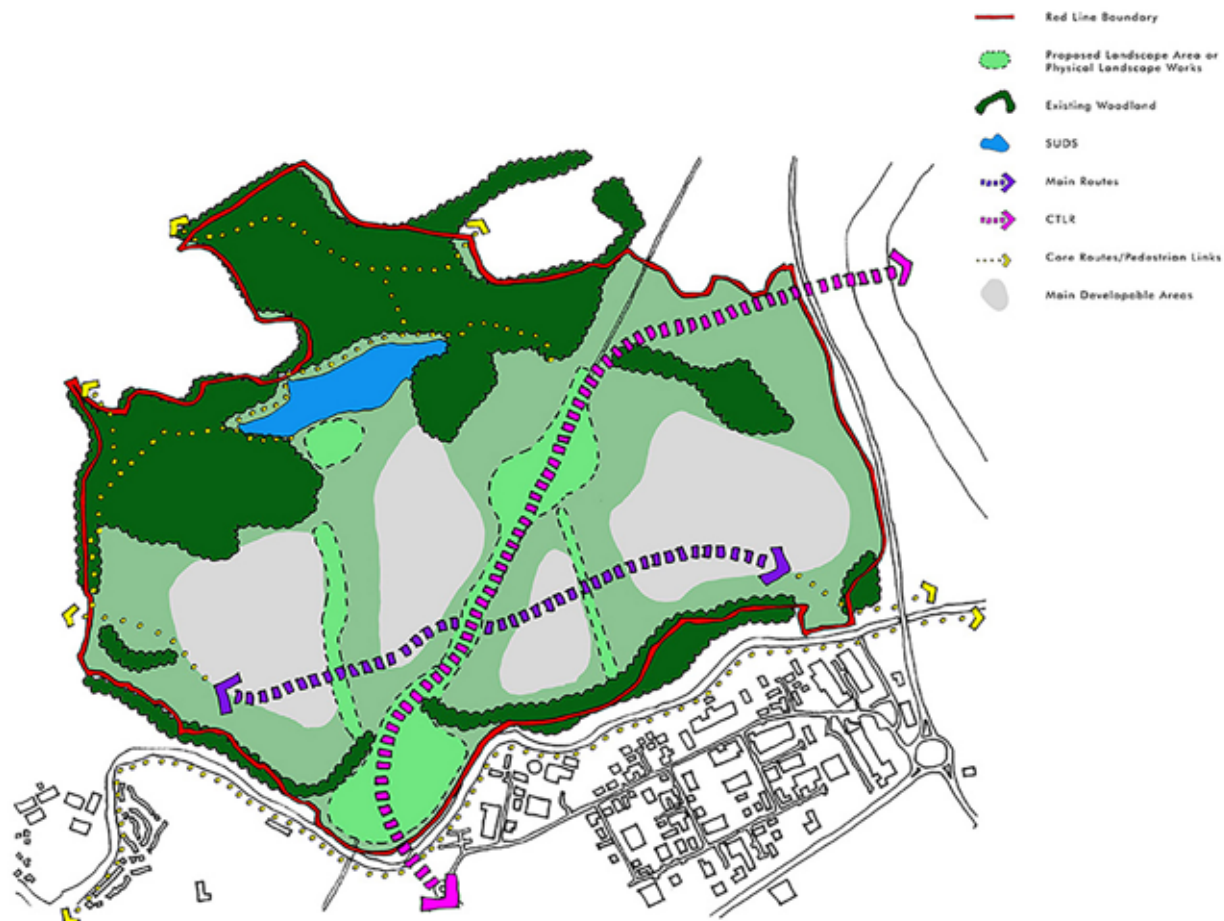 Red Line Boundary
Proposed Landscape Area or
Physical Landscape Works
Existing Woodland
SUDS
Main Routes
CTLR
Core Routes/Pedestrian Links
Main Developable Areas